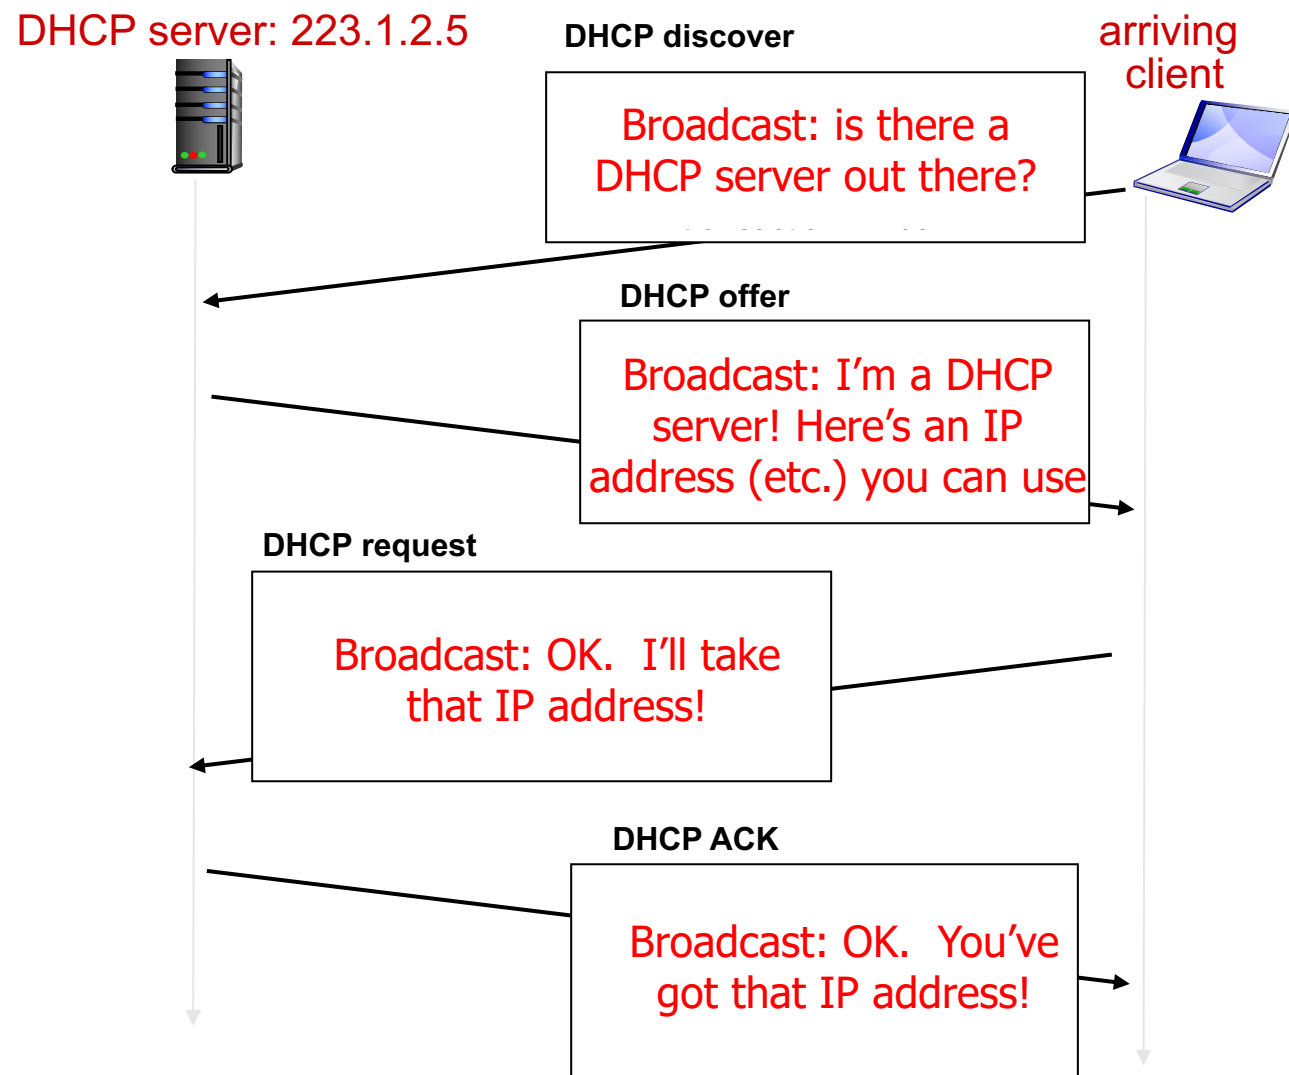 DHCP server: 223.1.2.5
DHCP discover
arriving
client
Broadcast: is there a
DHCP server out there?
DHCP offer
Broadcast: I’m a DHCP
server! Here’s an IP
address (etc.) you can use
DHCP request
Broadcast: OK.  I’ll take
that IP address!
DHCP ACK
Broadcast: OK.  You’ve
got that IP address!